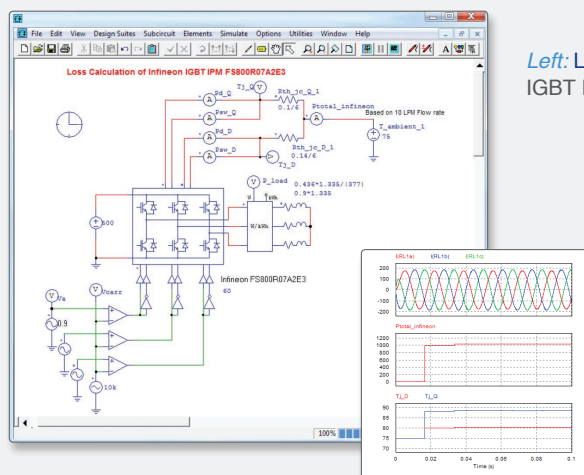 File Edit View Design Suites Subcircuit Elements Simulate Options Utilities Window Help
Loss Calculation of Infineon IGBT IPM FS800R07A2E3
Left: L
IGBT
Tj_Q
Pd_Q
Rth_jc_Q_1
0.1/6
Ptotal_infineon
Based on 10 LPM Flow rate
Psw_Q
T_ambient_1
75
Pd_D
Psw_D
Rth_jc_D_1
0.14/6
Tj_D
P_load
0.436*1.335/(377)
0.9*1.335
W
kWh
W/kWh
500
Infineon FS800R07A2E3
60
Va
Vcarr
0.9
10k
100%
I(RL1a) I(RL1b) I(RL1c)
200
100
0
-100
-200
Ptotal_infineon
1200
1000
800
600
400
200
0
Tj_D Tj_Q
90
85
80
75
70
0 0.02 0.04 0.06 0.08 0.1
Time (s)